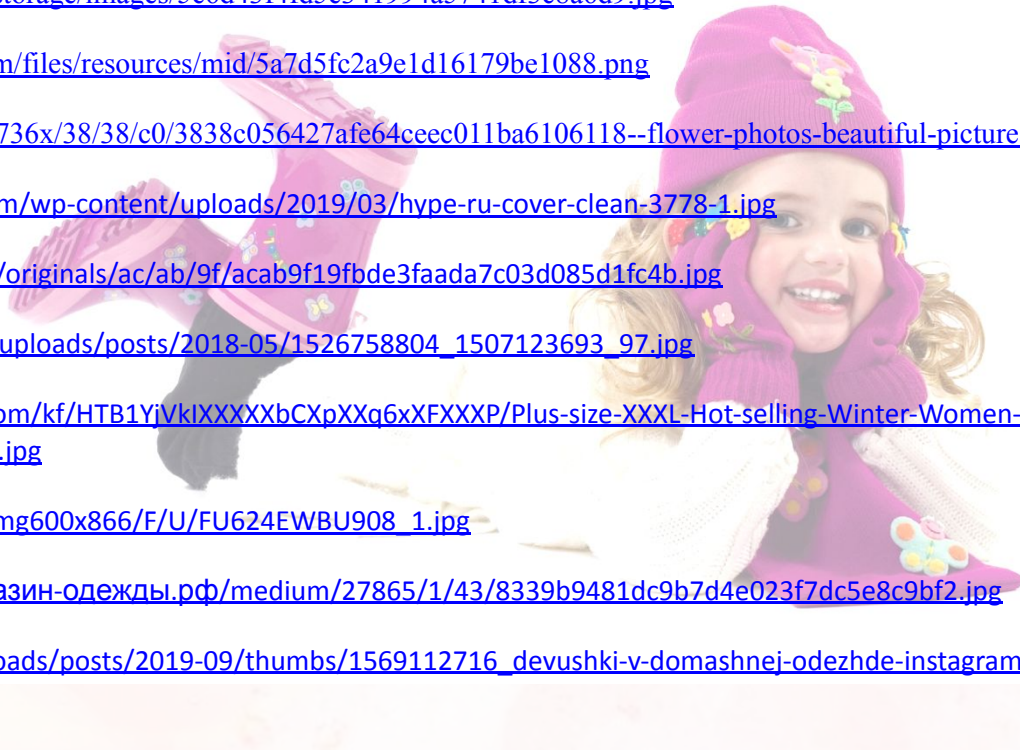 m/files/resources/mid/5a7d5fc2a9e1d16179be1088.png
736x/38/38/c0/3838c056427afe64ceec011ba6106118--flower-photos-beautiful-picture
m/wp-content/uploads/2019/03/hype-ru-cover-clean-3778-1.jpg
/originals/ac/ab/9f/acab9f19fbde3faada7c03d085d1fc4b.jpg
uploads/posts/2018-05/1526758804_1507123693_97.jpg
om/kf/HTB1YjVkIXXXXXbCXpXXq6xXFXXXP/Plus-size-XXXL-Hot-selling-Winter-Women-
.jpg
mg600x866/F/U/FU624EWBU908_1.jpg
азин-одежды.рф/medium/27865/1/43/8339b9481dc9b7d4e023f7dc5e8c9bf2.jpg
oads/posts/2019-09/thumbs/1569112716_devushki-v-domashnej-odezhde-instagram